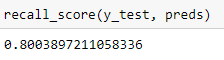 recall_score(y_test, preds)
0.8003897211058336